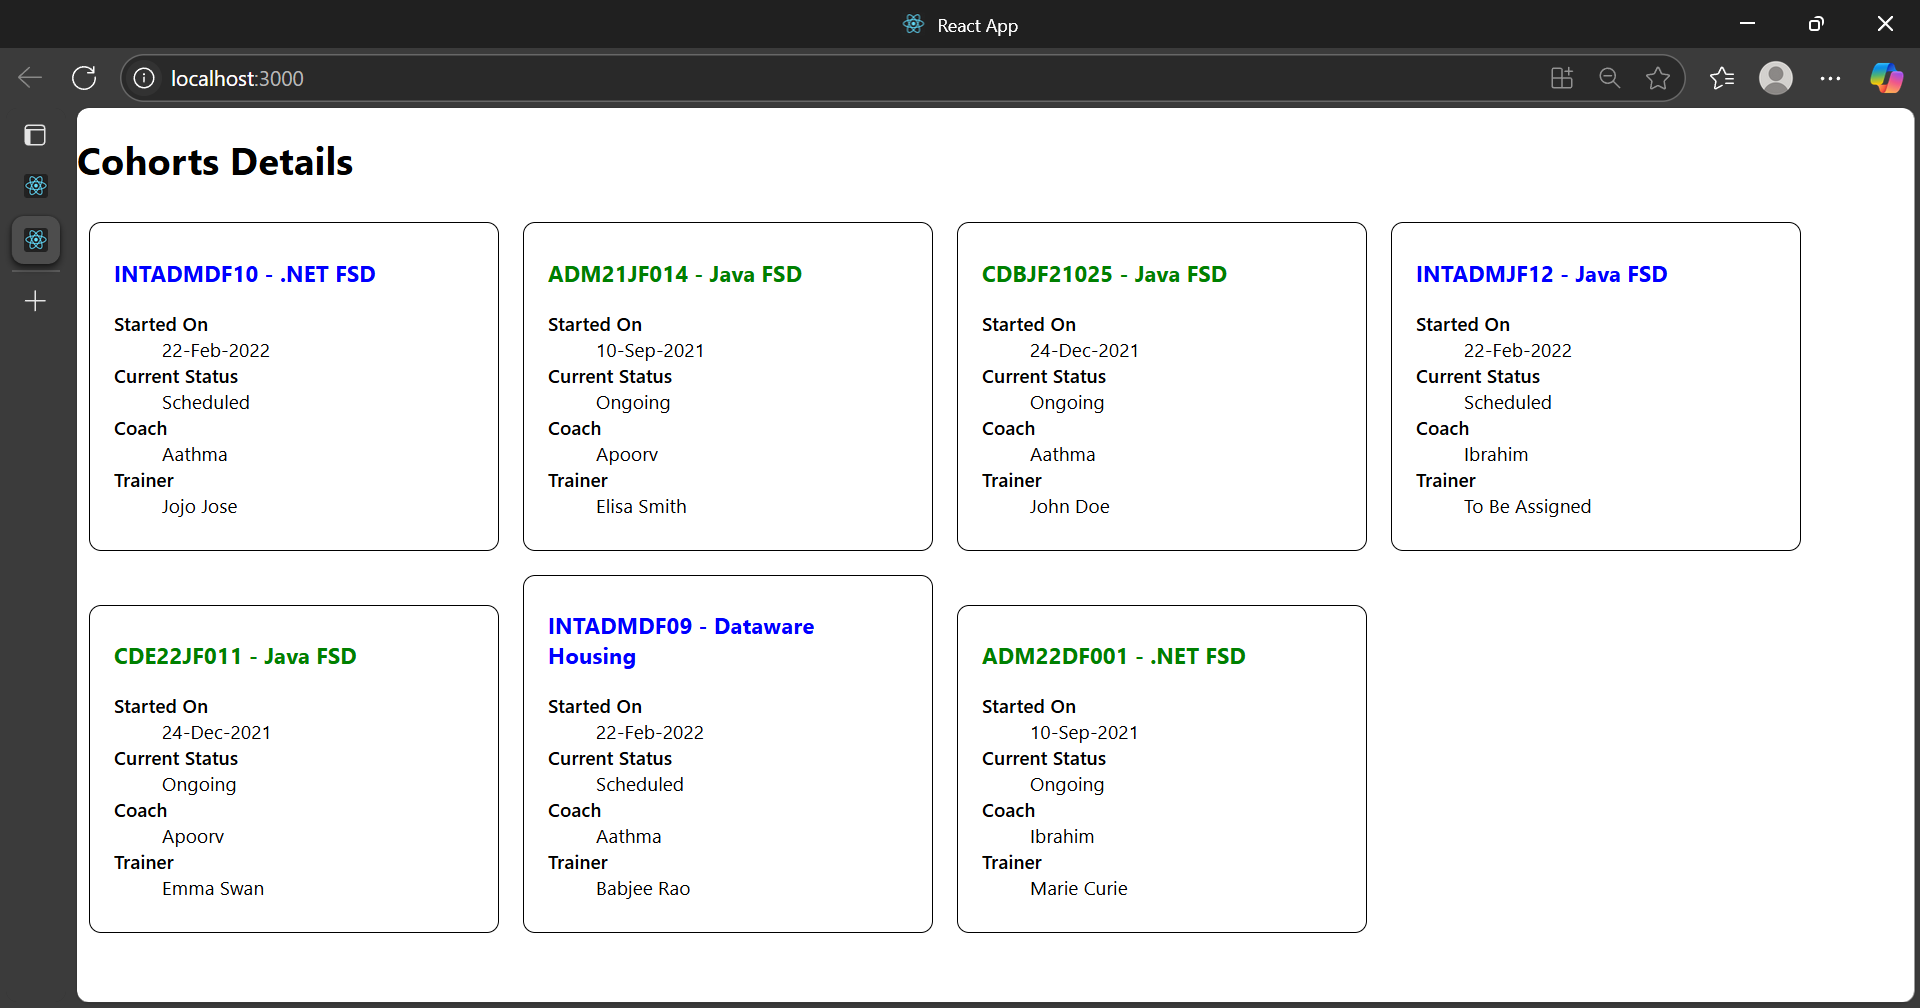 React App
localhost:3000
Cohorts Details
INTADMDF10 - .NET FSD
Started On
22-Feb-2022
Current Status
Scheduled
Coach
Aathma
Trainer
Jojo Jose
ADM21JF014 - Java FSD
Started On
10-Sep-2021
Current Status
Ongoing
Coach
Apoorv
Trainer
Elisa Smith
CDBJF21025 - Java FSD
Started On
24-Dec-2021
Current Status
Ongoing
Coach
Aathma
Trainer
John Doe
INTADMJF12 - Java FSD
Started On
22-Feb-2022
Current Status
Scheduled
Coach
Ibrahim
Trainer
To Be Assigned
CDE22JF011 - Java FSD
Started On
24-Dec-2021
Current Status
Ongoing
Coach
Apoorv
Trainer
Emma Swan
INTADMDF09 - Dataware
Housing
Started On
22-Feb-2022
Current Status
Scheduled
Coach
Aathma
Trainer
Babjee Rao
ADM22DF001 - .NET FSD
Started On
10-Sep-2021
Current Status
Ongoing
Coach
Ibrahim
Trainer
Marie Curie